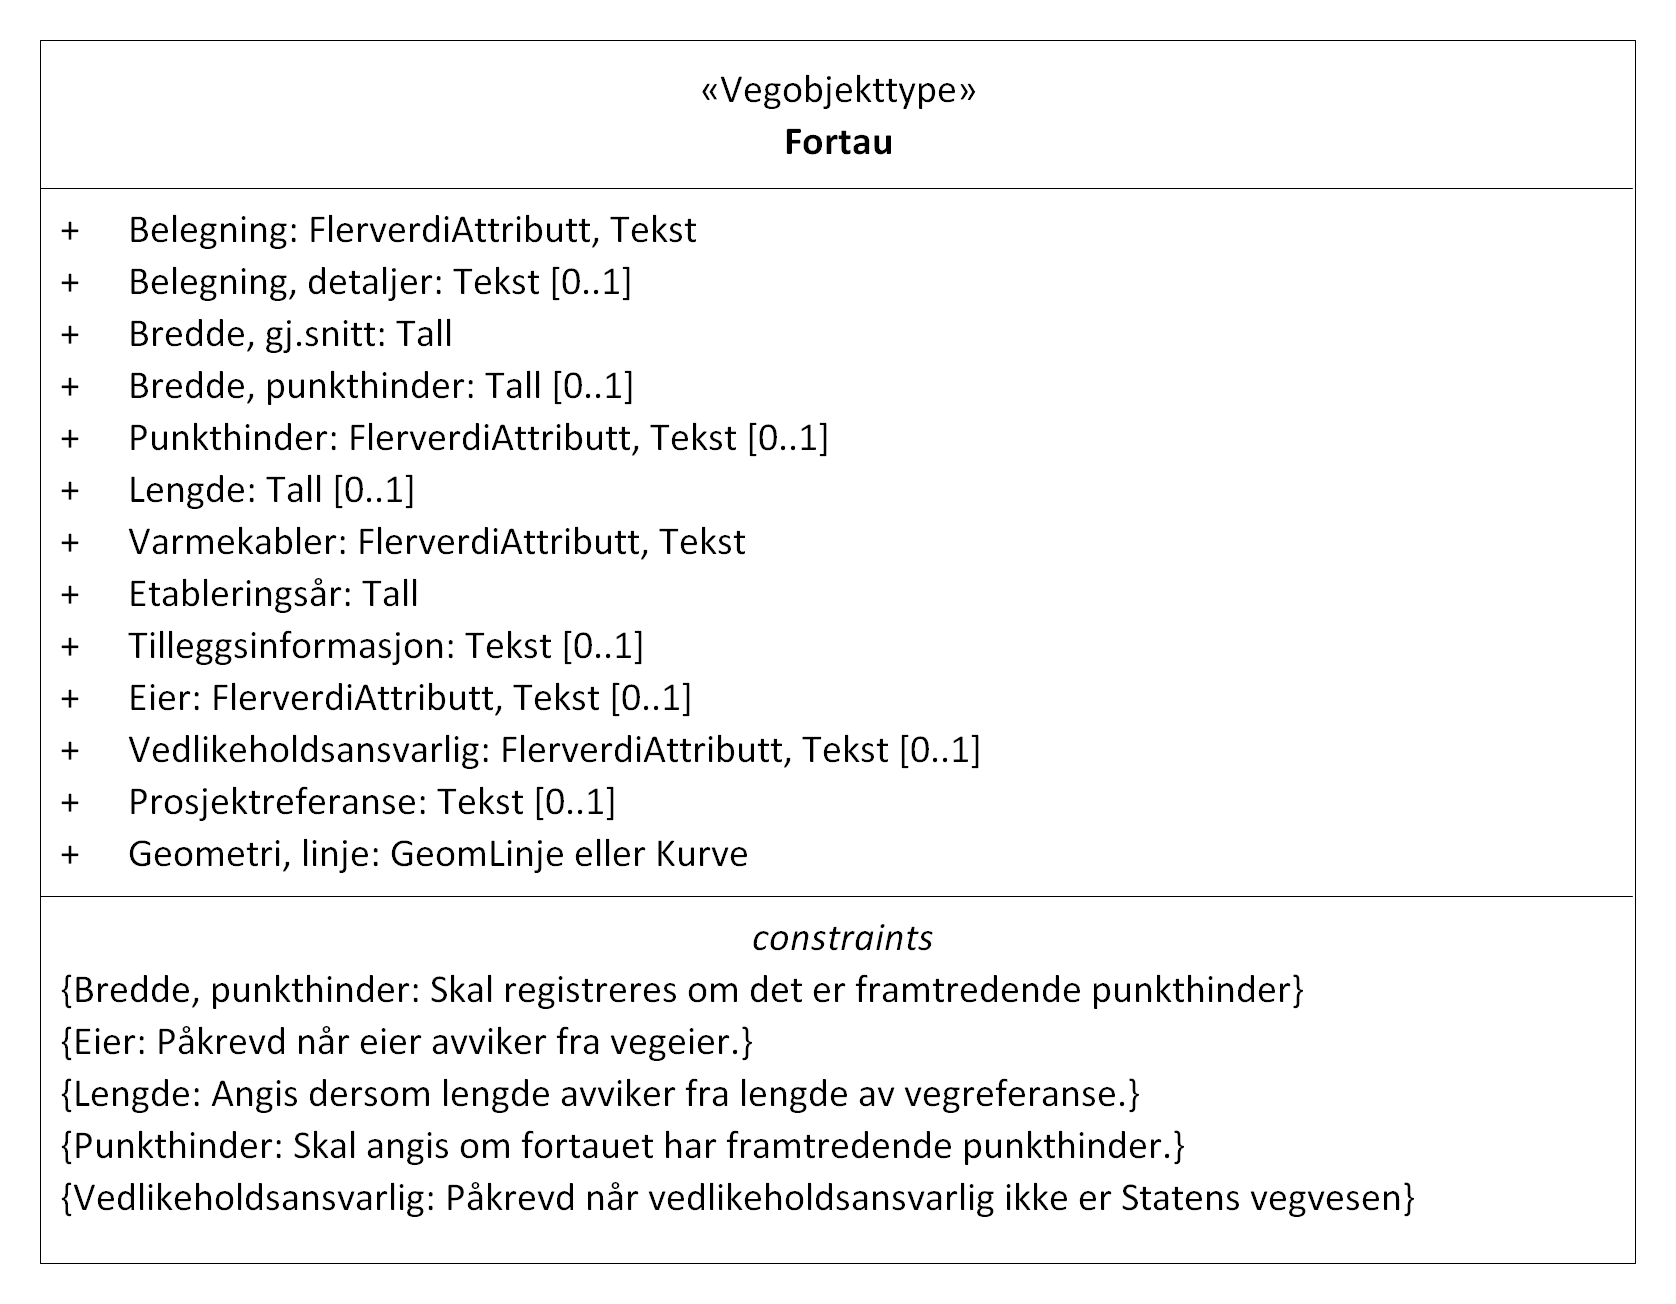 «Vegobjekttype»
Fortau
+ Belegning: FlerverdiAttributt, Tekst
+ Belegning, detaljer: Tekst [0..1]
+ Bredde, gj.snitt: Tall
+ Bredde, punkthinder: Tall [0..1]
+ Punkthinder: FlerverdiAttributt, Tekst [0..1]
+ Lengde: Tall [0..1]
+ Varmekabler: FlerverdiAttributt, Tekst
+ Etableringsår: Tall
+ Tilleggsinformasjon: Tekst [0..1]
+ Eier: FlerverdiAttributt, Tekst [0..1]
+ Vedlikeholdsansvarlig: FlerverdiAttributt, Tekst [0..1]
+ Prosjektreferanse: Tekst [0..1]
+ Geometri, linje: GeomLinje eller Kurve
constraints
{Bredde, punkthinder: Skal registreres om det er framtredende punkthinder}
{Eier: Påkrevd når eier avviker fra vegeier.}
{Lengde: Angis dersom lengde avviker fra lengde av vegreferanse.}
{Punkthinder: Skal angis om fortauet har framtredende punkthinder.}
{Vedlikeholdsansvarlig: Påkrevd når vedlikeholdsansvarlig ikke er Statens vegvesen}